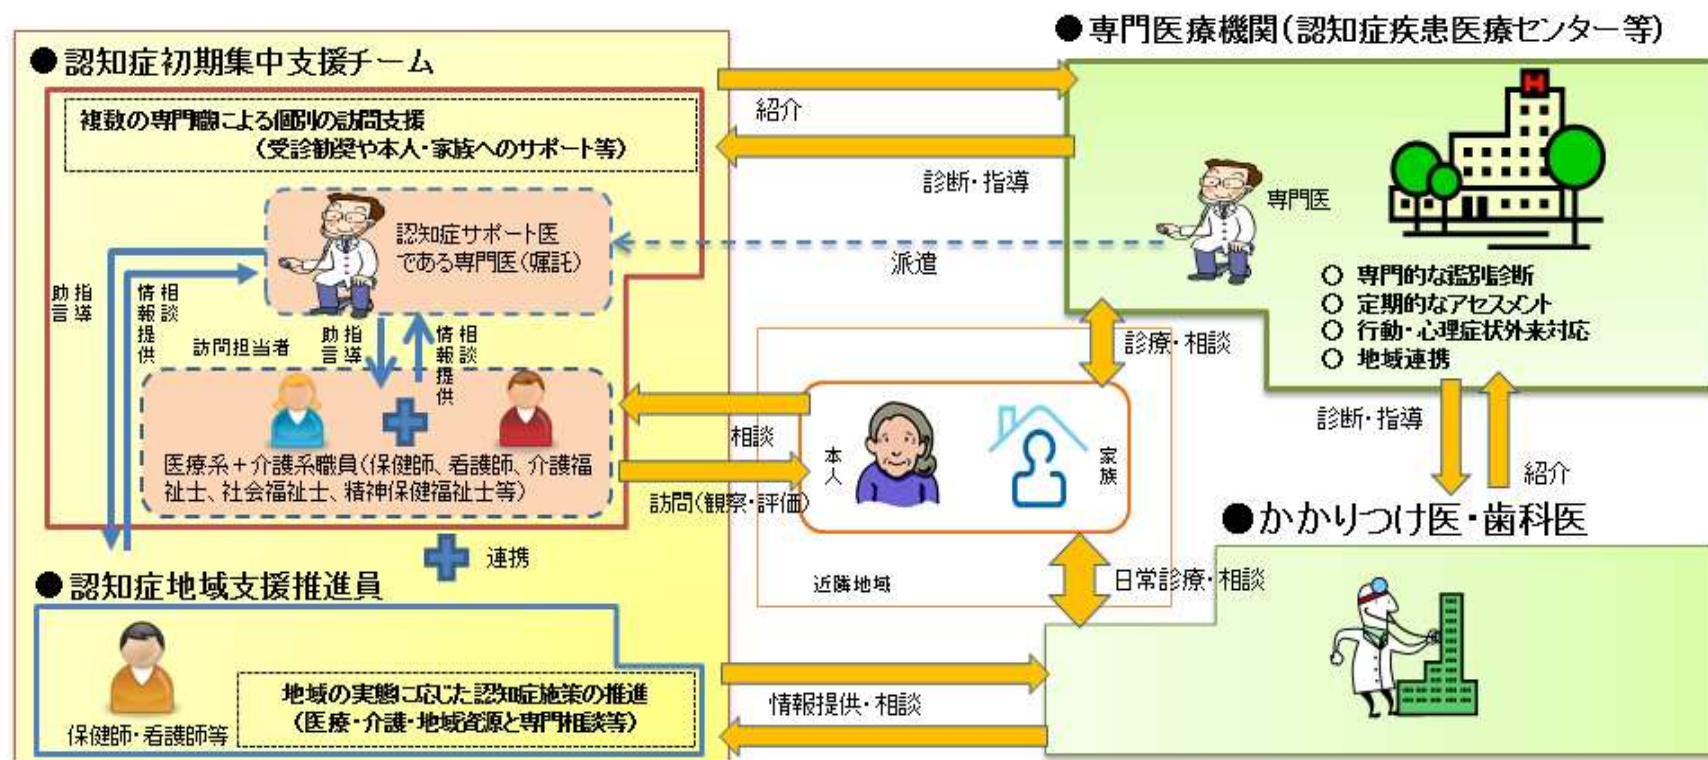 ●専門医療機関（認知症疾患医療センター等）
●認知症初期集中支援チーム
複数の専門職による個別の訪問支援
（受診勧奨や本人・家族へのサポート等）
紹介
診断・指導
専門医
認知症サポート医
である専門医（嘱託）
派遣
○ 専門的な鑑別診断
○ 定期的なアセスメント
○ 行動・心理症状外来対応
○ 地域連携
指導
助言
相談
情報提供
訪問担当者
指導
助言
相談
情報提供
診療・相談
診断・指導
紹介
相談
本人
家族
医療系＋介護系職員（保健師、看護師、介護福
祉士、社会福祉士、精神保健福祉士等）
訪問（観察・評価）
●かかりつけ医・歯科医
連携
近隣地域
日常診療・相談
●認知症地域支援推進員
地域の実態に応じた認知症施策の推進
（医療・介護・地域資源と専門相談等）
保健師・看護師等
情報提供・相談
H